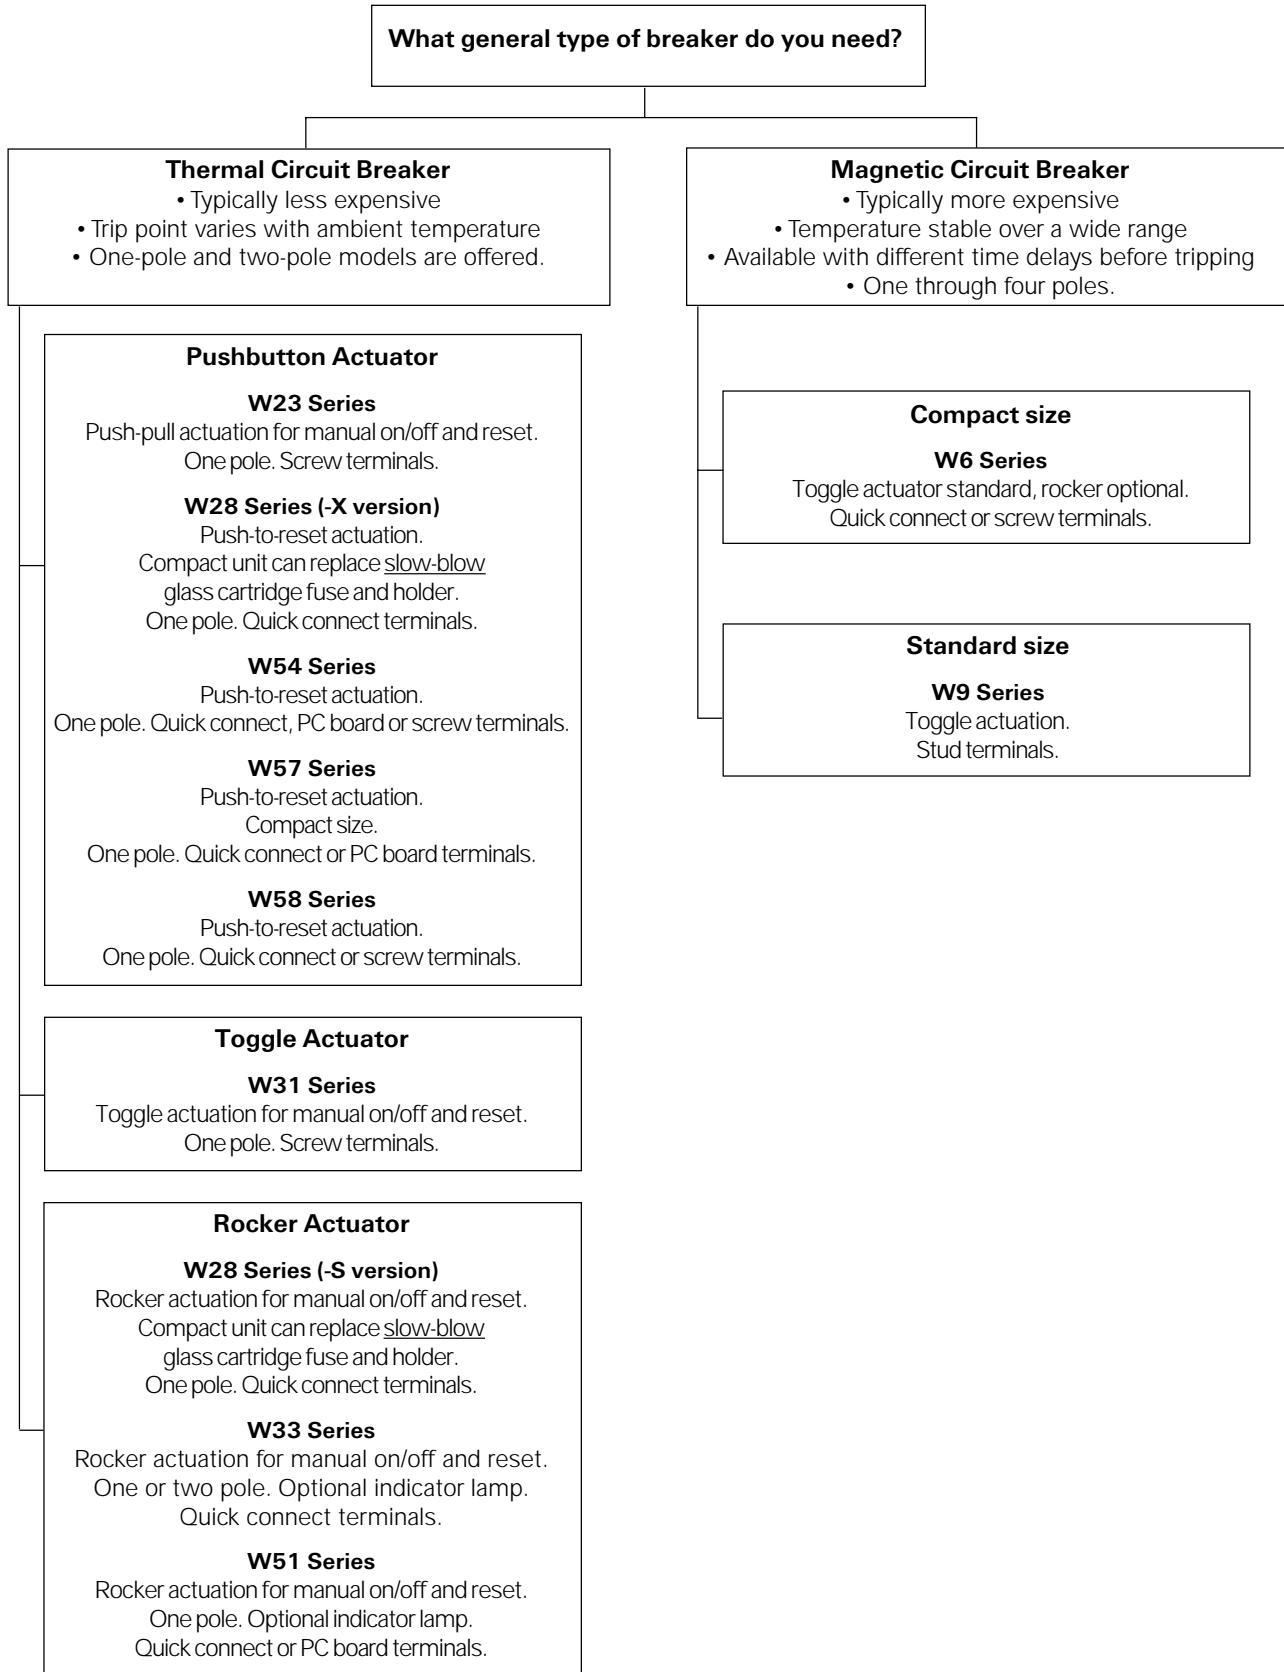 What general type of breaker do you need?
Thermal Circuit Breaker
• Typically less expensive
• Trip point varies with ambient temperature
• One-pole and two-pole models are offered.
Magnetic Circuit Breaker
• Typically more expensive
• Temperature stable over a wide range
• Available with different time delays before tripping
• One through four poles.
Pushbutton Actuator
W23 Series
Push-pull actuation for manual on/off and reset.
One pole. Screw terminals.
W28 Series (-X version)
Push-to-reset actuation.
Compact unit can replace slow-blow
glass cartridge fuse and holder.
One pole. Quick connect terminals.
W54 Series
Push-to-reset actuation.
One pole. Quick connect, PC board or screw terminals.
W57 Series
Push-to-reset actuation.
Compact size.
One pole. Quick connect or PC board terminals.
W58 Series
Push-to-reset actuation.
One pole. Quick connect or screw terminals.
Toggle Actuator
W31 Series
Toggle actuation for manual on/off and reset.
One pole. Screw terminals.
Rocker Actuator
W28 Series (-S version)
Rocker actuation for manual on/off and reset.
Compact unit can replace slow-blow
glass cartridge fuse and holder.
One pole. Quick connect terminals.
W33 Series
Rocker actuation for manual on/off and reset.
One or two pole. Optional indicator lamp.
Quick connect terminals.
W51 Series
Rocker actuation for manual on/off and reset.
One pole. Optional indicator lamp.
Quick connect or PC board terminals.
Compact size
W6 Series
Toggle actuator standard, rocker optional.
Quick connect or screw terminals.
Standard size
W9 Series
Toggle actuation.
Stud terminals.